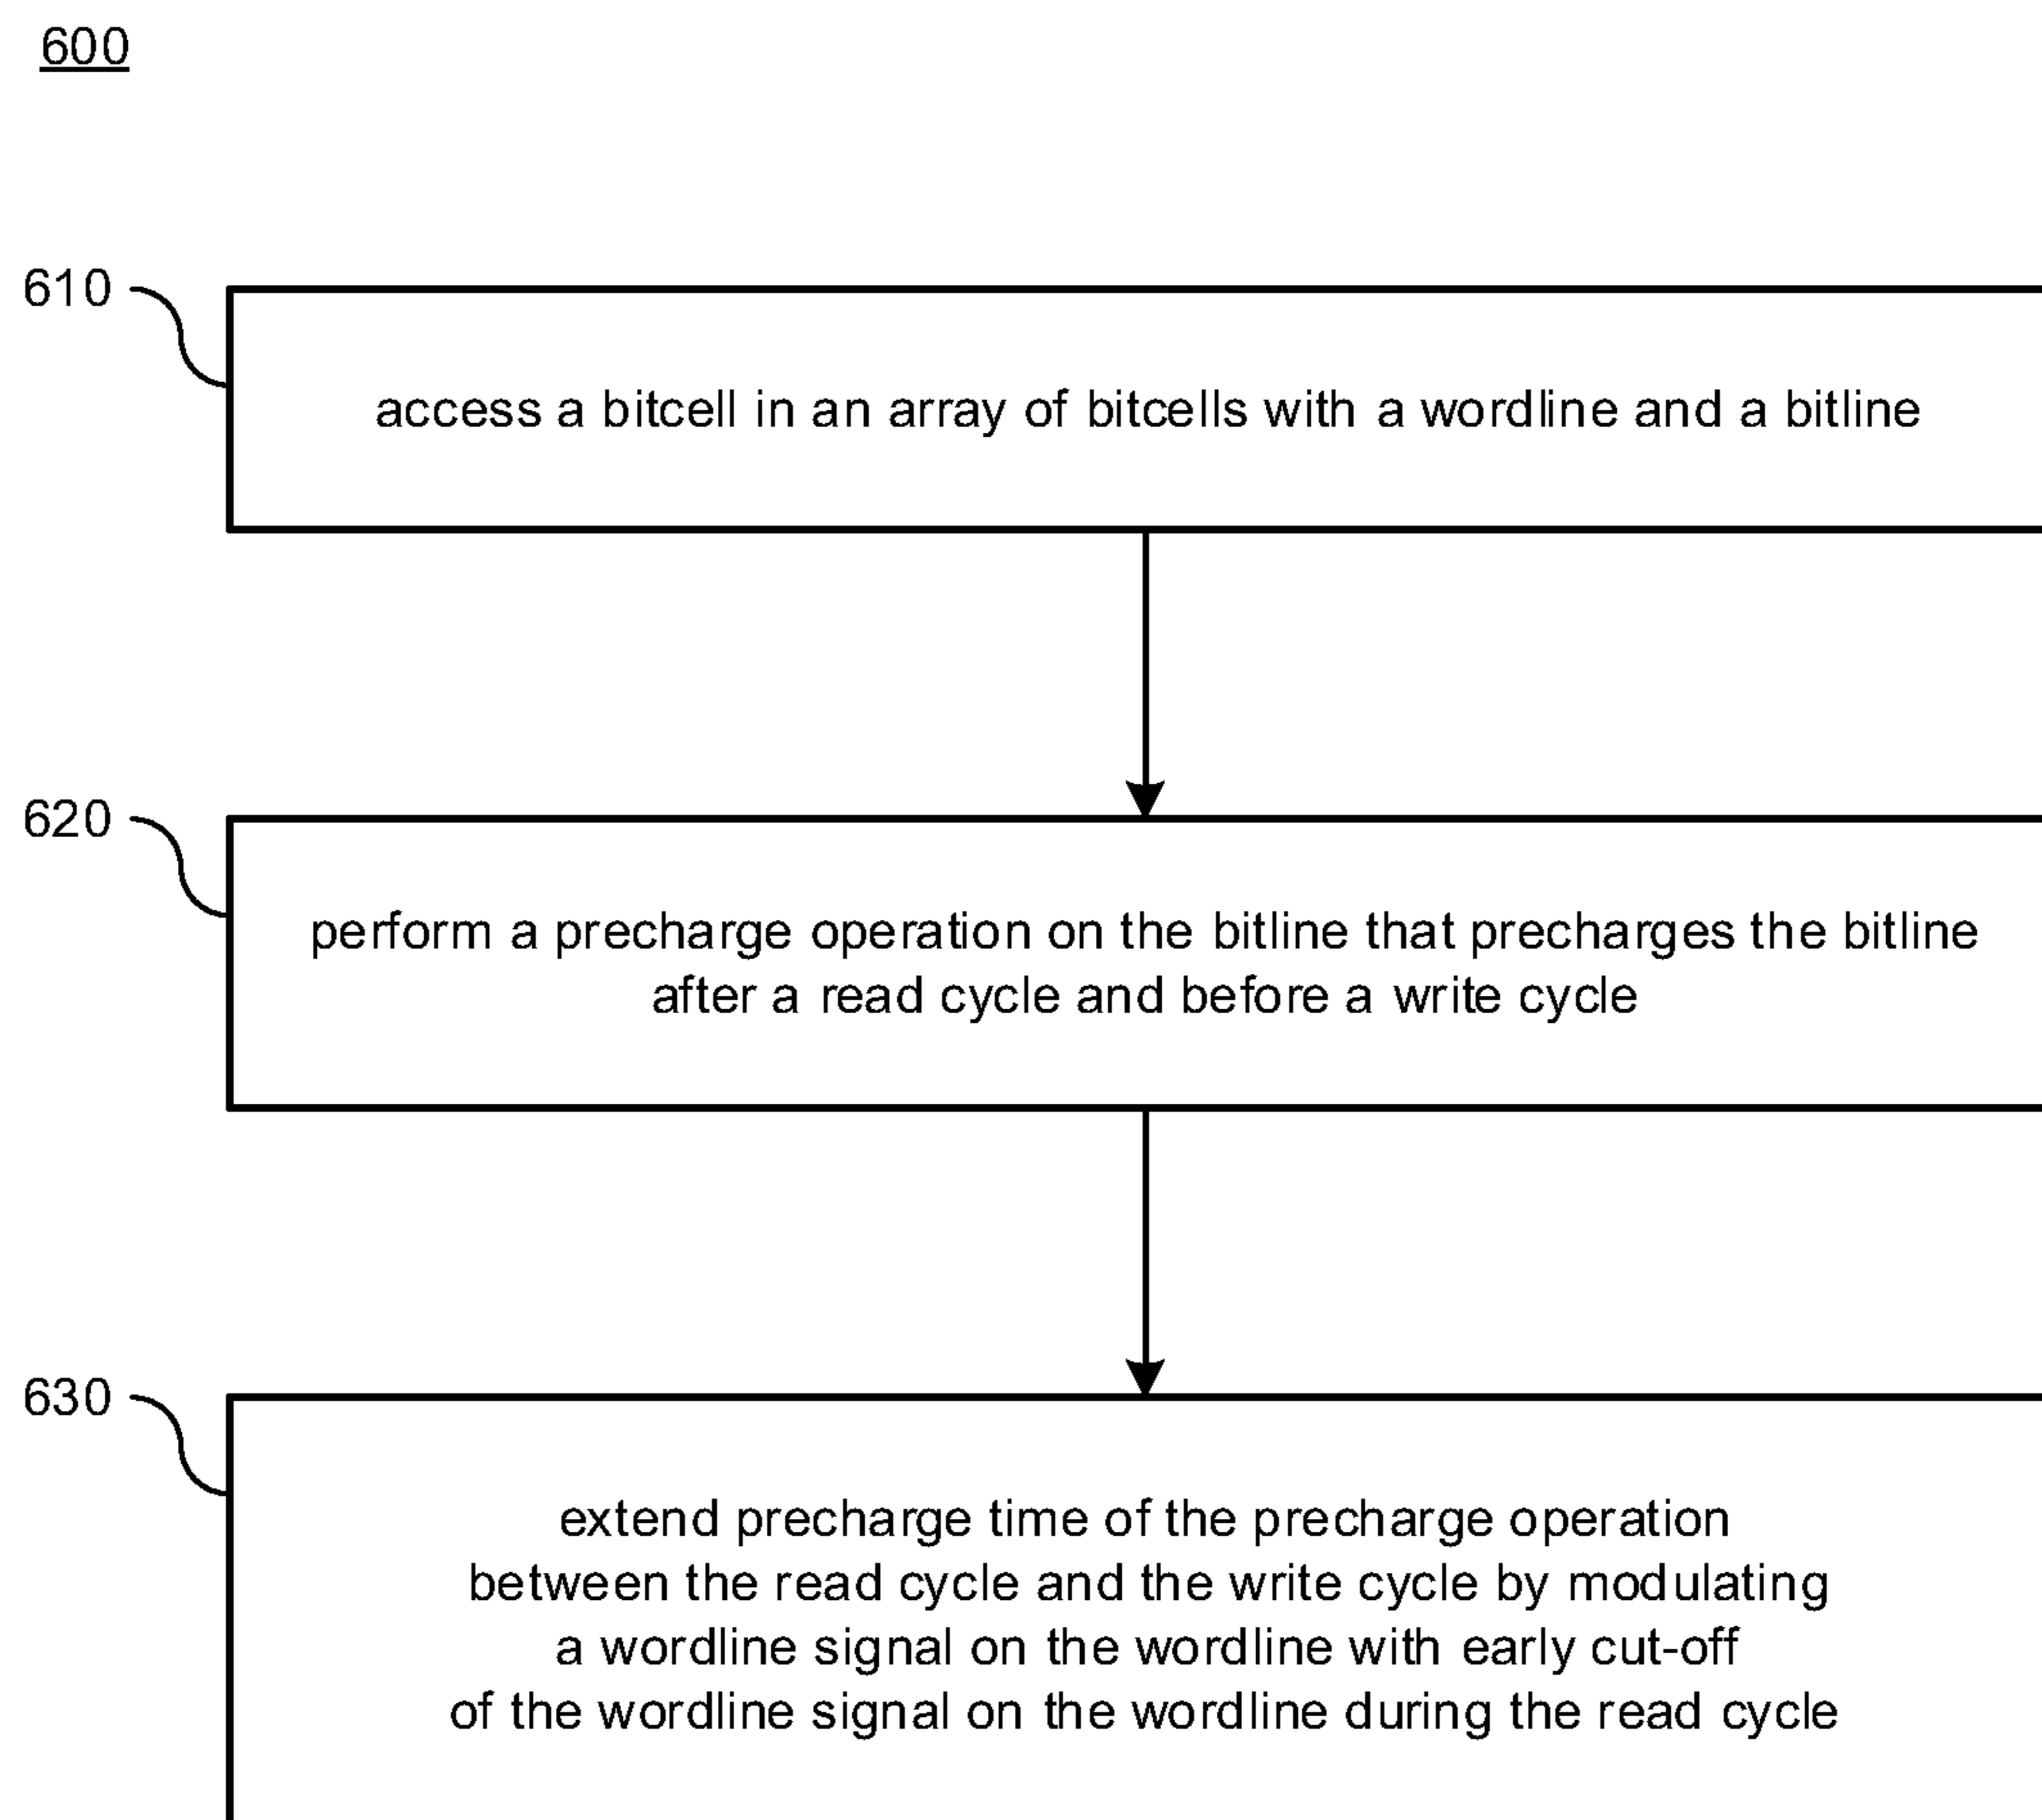 600
610
access a bitcell in an array of bitcells with a wordline and a bitline
620
perform a precharge operation on the bitline that precharges the bitline
after a read cycle and before a write cycle
630
extend precharge time of the precharge operation
between the read cycle and the write cycle by modulating
a wordline signal on the wordline with early cut-off
of the wordline signal on the wordline during the read cycle